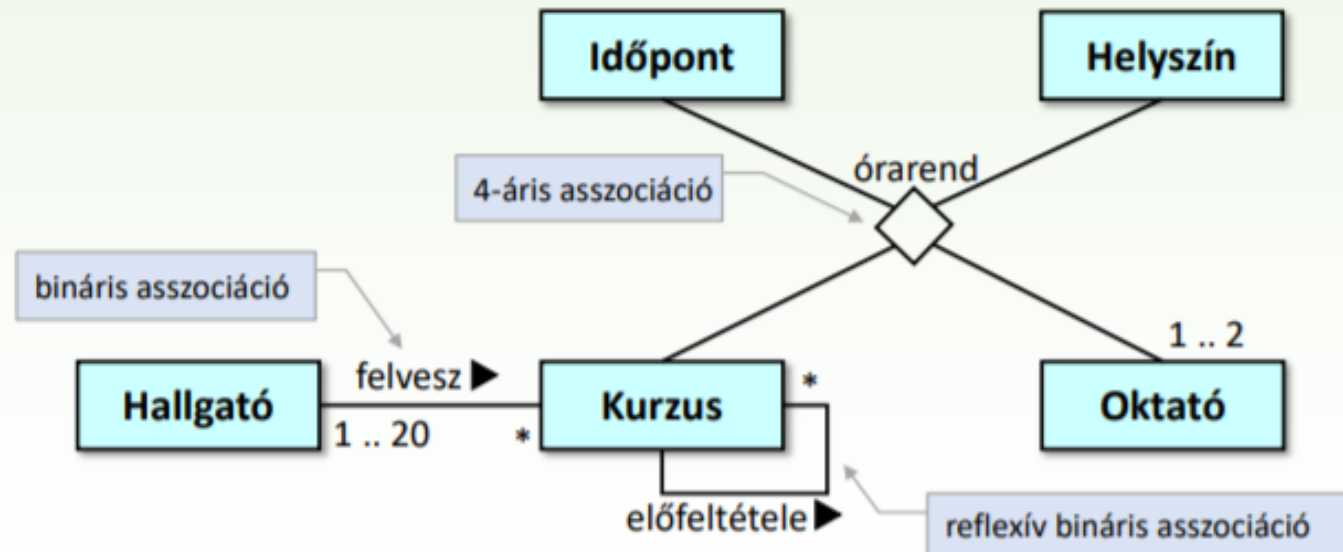 Időpont
Helyszín
4-áris asszociáció
órarend
bináris asszociáció
1 .. 2
felvesz ▶
*
Hallgató
Kurzus
Oktató
1 .. 20
*
előfeltétele ▶
reflexív bináris asszociáció